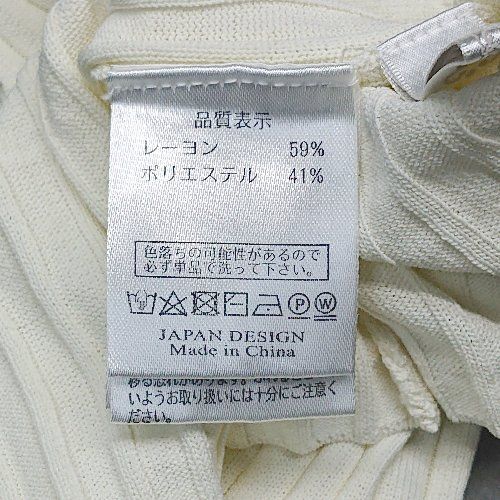 品質表示
レーヨン 59%
ポリエステル 41%
色落ちの可能性があるので
必ず単品で洗って下さい。
P W
JAPAN DESIGN
Made in China
いようお取り扱いには十分にご注意く
ださい。